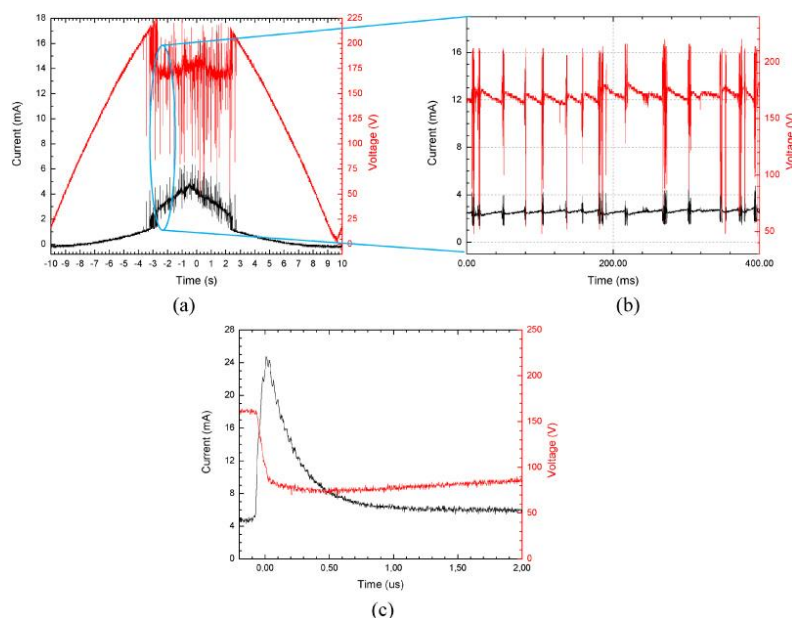 18
16
14
12
10
8
6
4
2
0
Current (mA)
225
200
175
150
125
100
75
50
25
0
Voltage (V)
-10 -9 -8 -7 -6 -5 -4 -3 -2 -1 0 1 2 3 4 5 6 7 8 9 10
Time (s)
(a)
16
12
8
4
0
Current (mA)
200
150
100
50
Voltage (V)
0.00 200.00 400.00
Time (ms)
(b)
28
24
20
16
12
8
4
0
Current (mA)
250
200
150
100
50
0
Voltage (V)
0,00 0,50 1,00 1,50 2,00
Time (us)
(c)